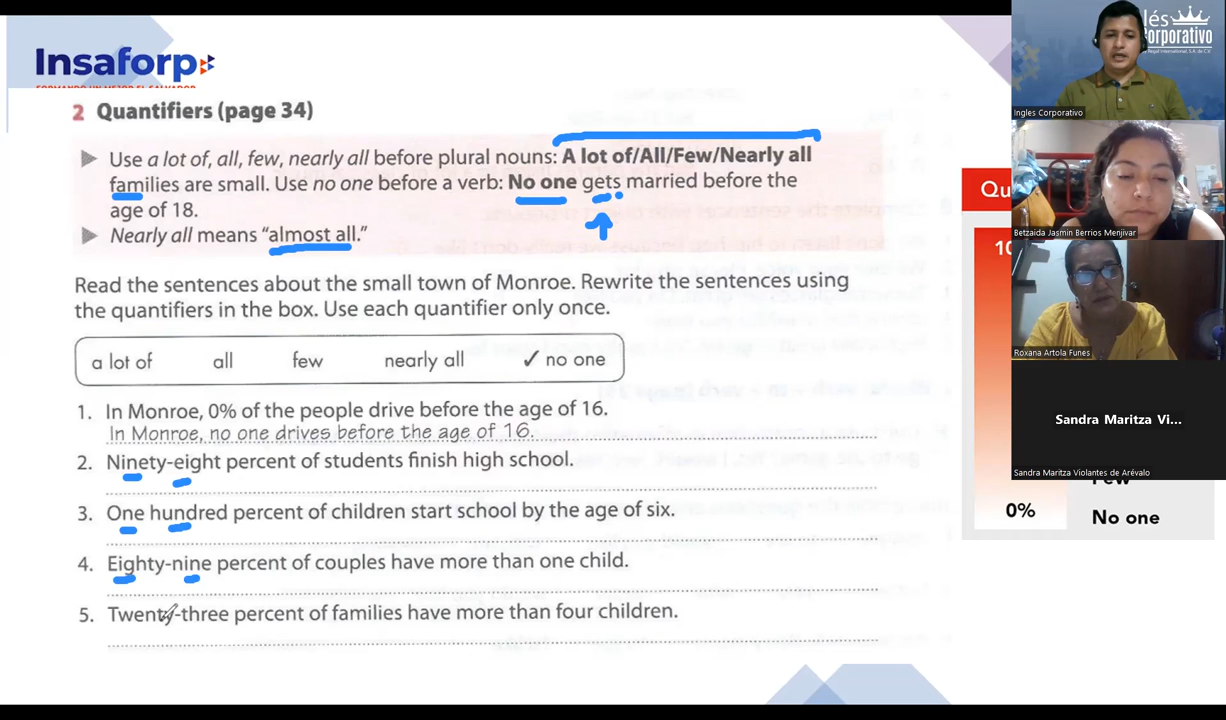 Insaforp
2 Quantifiers (page 34)
Use a lot of, all, few, nearly all before plural nouns: A lot of/All/Few/Nearly all
families are small. Use no one before a verb: No one gets married before the
age of 18.
Nearly all means “almost all.”
Read the sentences about the small town of Monroe. Rewrite the sentences using
the quantifiers in the box. Use each quantifier only once.
a lot of all few nearly all ✓ no one
1. In Monroe, 0% of the people drive before the age of 16.
In Monroe, no one drives before the age of 16.
2. Ninety-eight percent of students finish high school.
3. One hundred percent of children start school by the age of six.
4. Eighty-nine percent of couples have more than one child.
5. Twenty-three percent of families have more than four children.
Qu
10
0%
Few
No one
Inglés Corporativo
Ingles Corporativo
Betzaida Jasmin Berrios Menjivar
Roxana Artola Funes
Sandra Maritza Vi...
Sandra Maritza Violantes de Arévalo